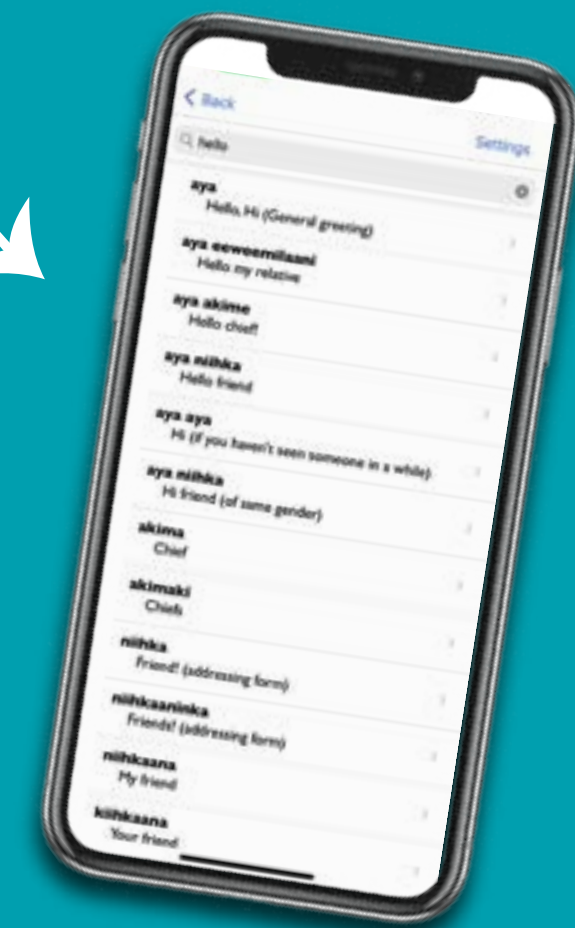 Back
Settings
hello
aya
Hello, Hi (General greeting)
aya eeweemilaani
Hello my relative
aya akime
Hello chief!
aya niihka
Hello friend
aya aya
Hi (if you haven't seen someone in a while)
aya niihka
Hi friend (of same gender)
akima
Chief
akimaki
Chiefs
niihka
Friend! (addressing form)
niihkaaninka
Friends! (addressing form)
niihkaana
My friend
kiihkaana
Your friend